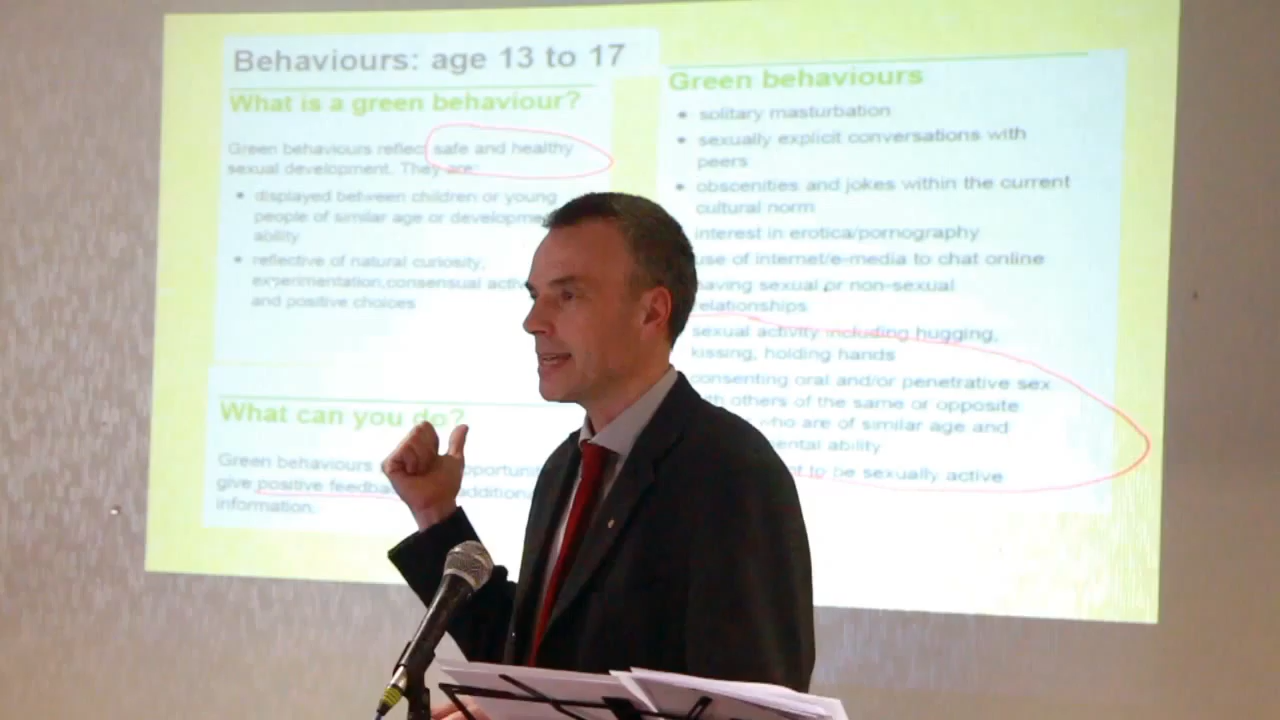 Behaviours: age 13 to 17
What is a green behaviour?
Green behaviours reflect safe and healthy
sexual development. They are:
displayed between children or young
people of similar age or
ability
reflective of natural curiosity,
experimentation,consensual
and positive choices
What can you do?
Green behaviours
give positive additional
information.
Green behaviours
solitary masturbation
sexually explicit conversations with
peers
obscenities and jokes within the current
cultural norm
interest in erotica/pornography
use of internet/e-media to chat online
having sexual or non-sexual
relationships
sexual activity including hugging,
kissing, holding hands
consenting oral and/or penetrative sex
others of the same or opposite
who are of similar age and
ability
to be sexually active